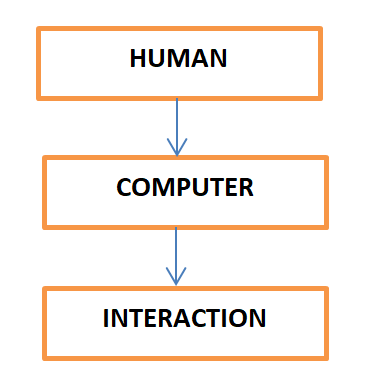 HUMAN
COMPUTER
INTERACTION